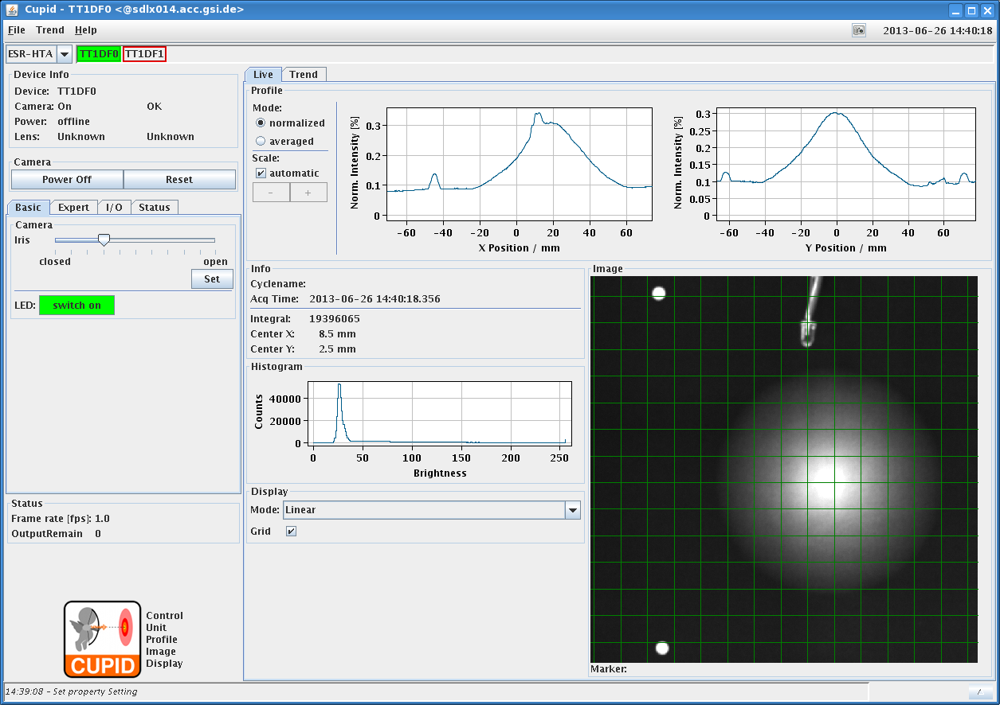 Cupid - TT1DF0 <@sdlx014.acc.gsi.de>
File Trend Help
2013-06-26 14:40:18
ESR-HTA TT1DF0 TT1DF1
Device Info
Device: TT1DF0
Camera: On OK
Power: offline
Lens: Unknown Unknown
Camera
Power Off Reset
Basic Expert I/O Status
Camera
Iris
closed open
Set
LED: switch on
Status
Frame rate [fps]: 1.0
OutputRemain 0
CUPID
Control
Unit
Profile
Image
Display
Live Trend
Profile
Mode:
normalized
averaged
Scale:
automatic
- +
Norm. Intensity [%]
0.3
0.2
0.1
0
-60 -40 -20 0 20 40 60
X Position / mm
Norm. Intensity [%]
0.3
0.25
0.2
0.15
0.1
0.05
0
-60 -40 -20 0 20 40 60
Y Position / mm
Info
Cyclename:
Acq Time: 2013-06-26 14:40:18.356
Integral: 19396065
Center X: 8.5 mm
Center Y: 2.5 mm
Histogram
Counts
40000
20000
0
0 50 100 150 200 250
Brightness
Display
Mode: Linear
Grid
Image
Marker:
14:39:08 - Set property Setting